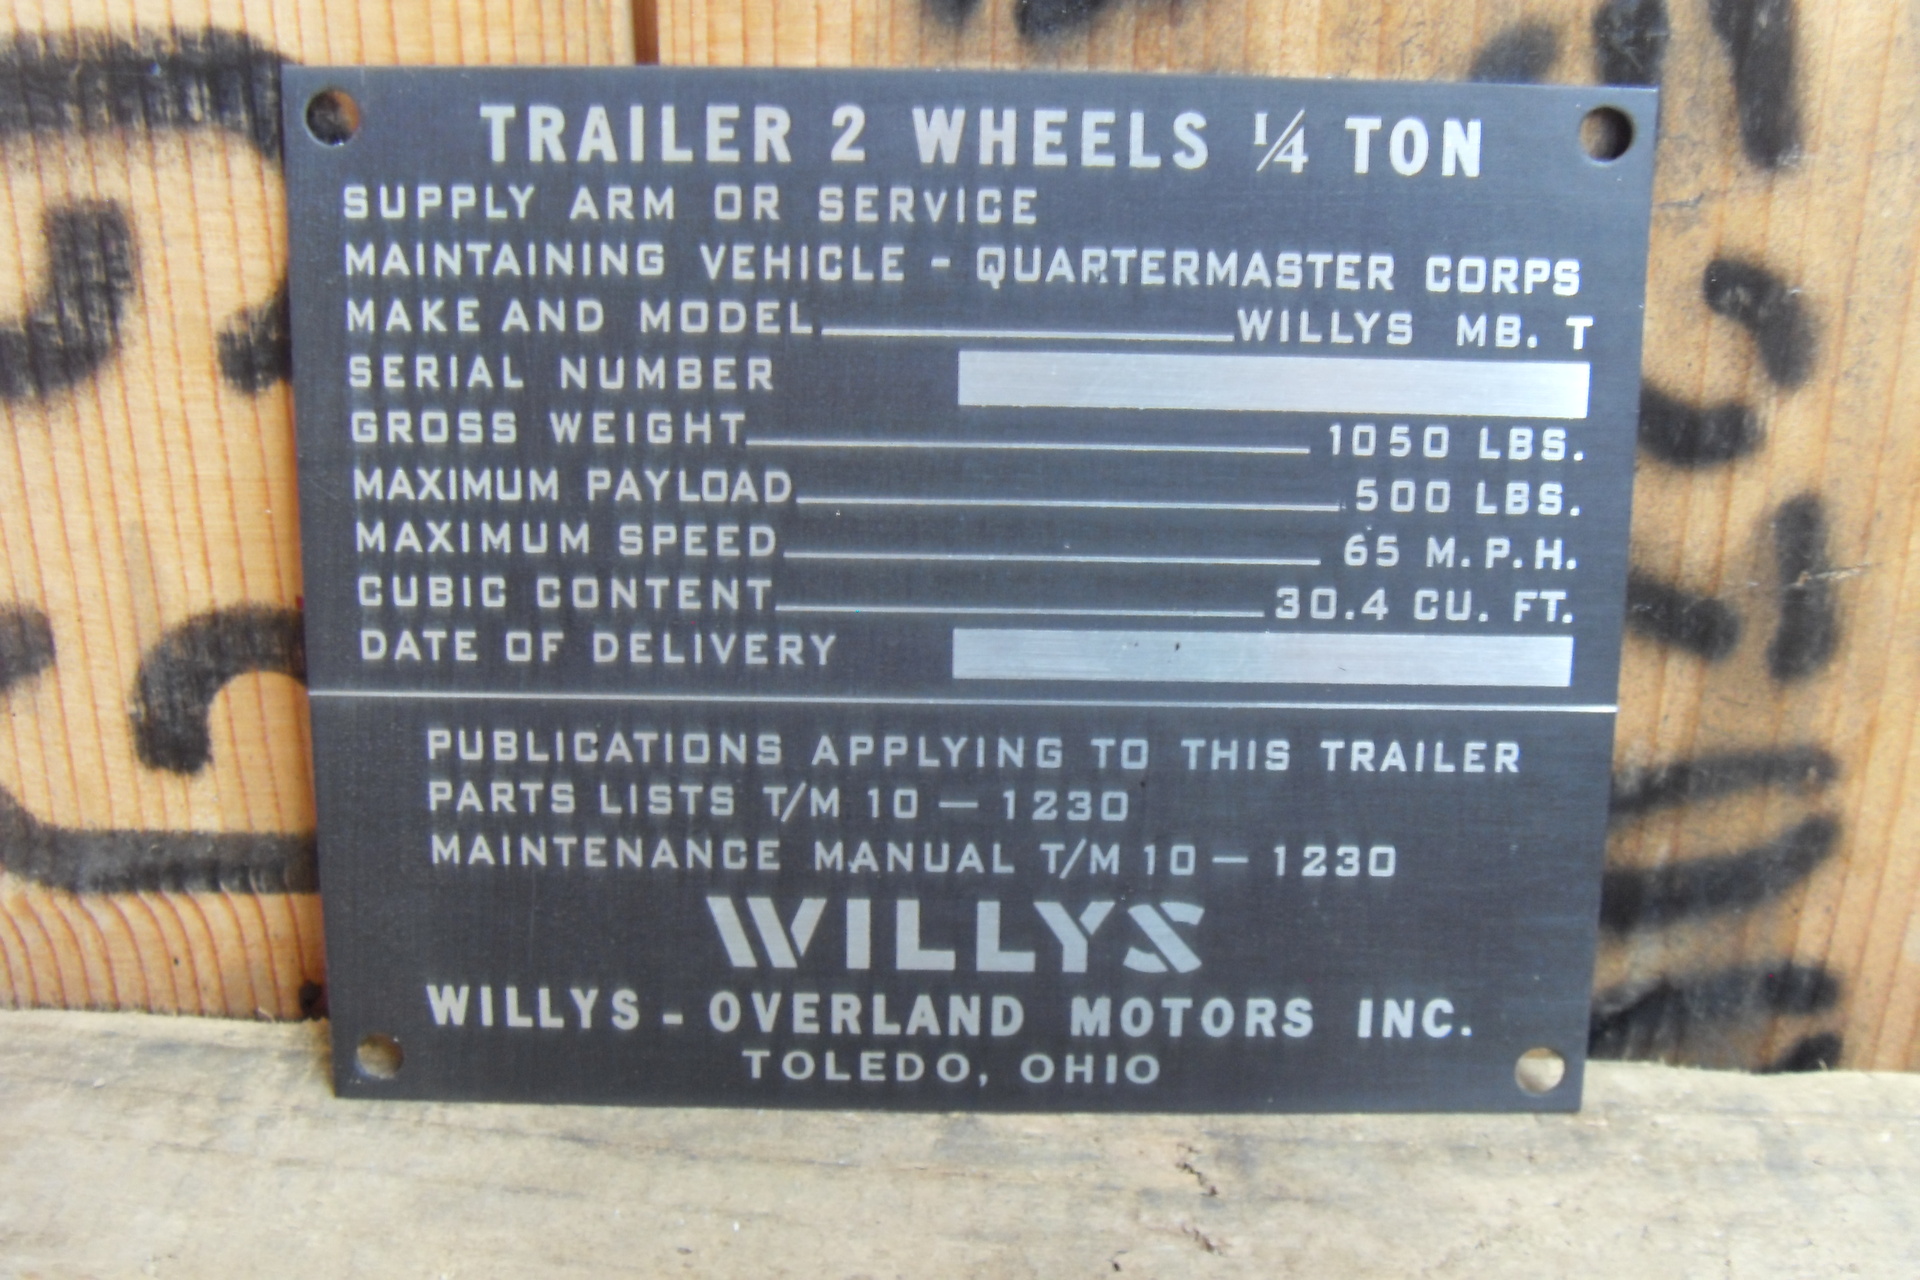 TRAILER 2 WHEELS 1/4 TON
SUPPLY ARM OR SERVICE
MAINTAINING VEHICLE - QUARTERMASTER CORPS
MAKE AND MODEL WILLYS MB. T
SERIAL NUMBER
GROSS WEIGHT 1050 LBS.
MAXIMUM PAYLOAD 500 LBS.
MAXIMUM SPEED 65 M.P.H.
CUBIC CONTENT 30.4 CU. FT.
DATE OF DELIVERY
PUBLICATIONS APPLYING TO THIS TRAILER
PARTS LISTS T/M 10 — 1230
MAINTENANCE MANUAL T/M 10 — 1230
WILLYS
WILLYS - OVERLAND MOTORS INC.
TOLEDO, OHIO